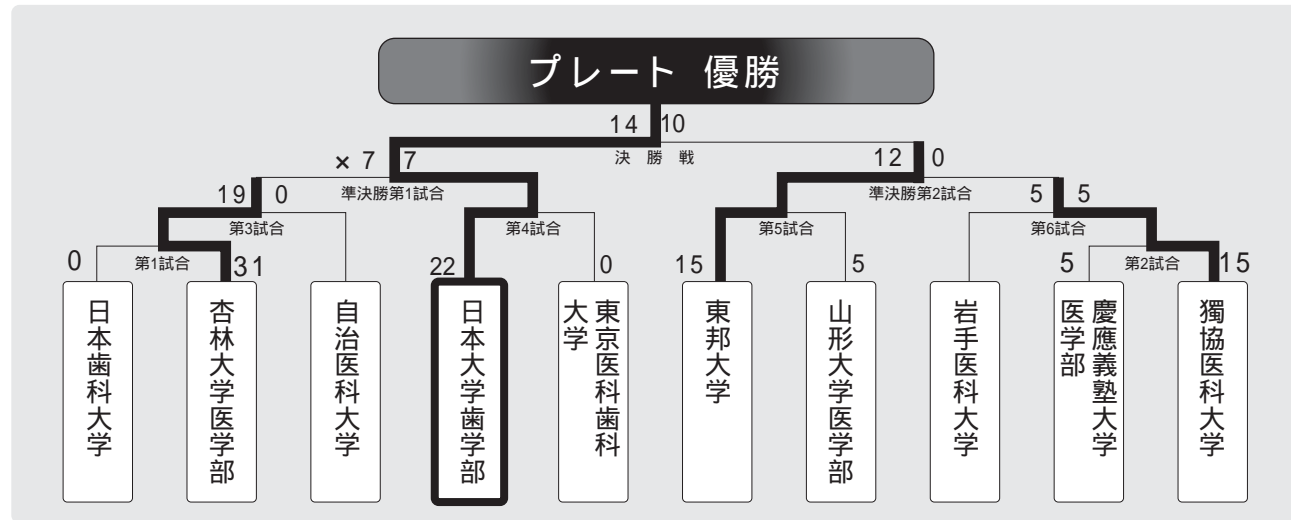 プレート 優勝
14 10
決勝戦
× 7 7
12 0
準決勝第1試合
準決勝第2試合
19 0
5 5
第3試合
第4試合
第5試合
第6試合
0
第1試合
31
22
0
15
5
5
第2試合
15
日本歯科大学
杏林大学医学部
自治医科大学
日本大学歯学部
東京医科歯科
大学
東邦大学
山形大学医学部
岩手医科大学
慶應義塾大学
医学部
獨協医科大学